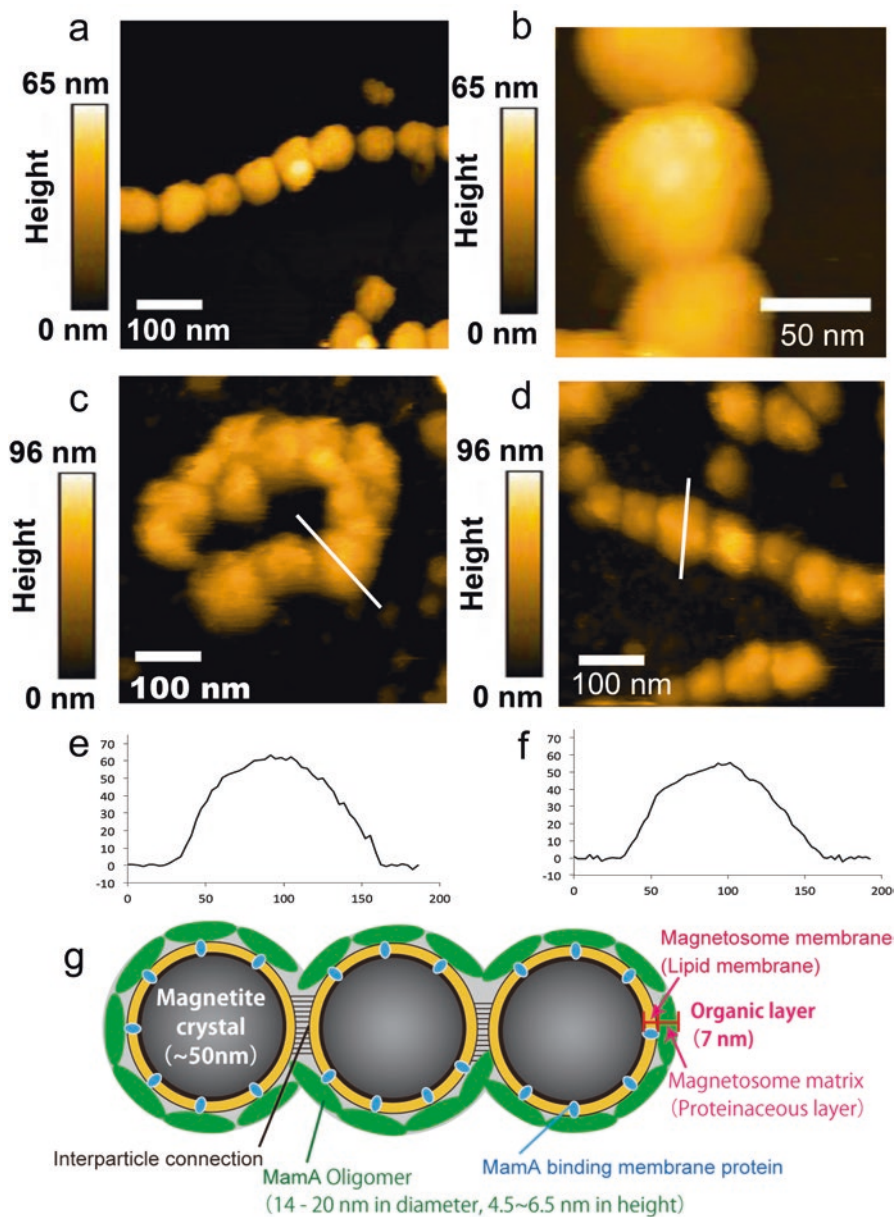 a
65 nm
Height
0 nm
100 nm
b
65 nm
Height
0 nm
50 nm
c
96 nm
Height
0 nm
100 nm
d
96 nm
Height
0 nm
100 nm
e
70
60
50
40
30
20
10
0
-10
0
50
100
150
200
f
70
60
50
40
30
20
10
0
-10
0
50
100
150
200
g
Magnetite
crystal
(~50nm)
Magnetosome membrane
(Lipid membrane)
Organic layer
(7 nm)
Magnetosome matrix
(Proteinaceous layer)
Interparticle connection
MamA Oligomer
(14 - 20 nm in diameter, 4.5~6.5 nm in height)
MamA binding membrane protein